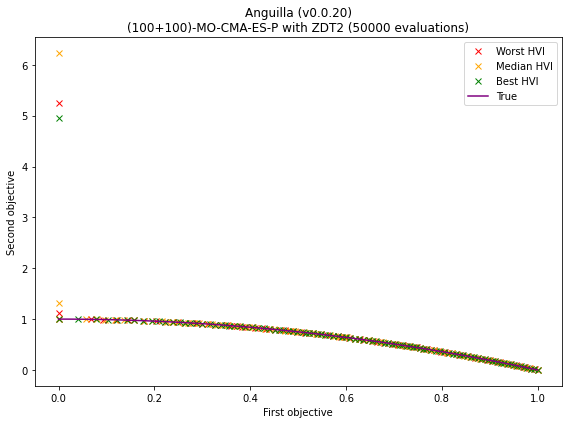 Anguilla (v0.0.20)
(100+100)-MO-CMA-ES-P with ZDT2 (50000 evaluations)
Worst HVI
Median HVI
Best HVI
True
Second objective
6
5
4
3
2
1
0
0.0 0.2 0.4 0.6 0.8 1.0
First objective